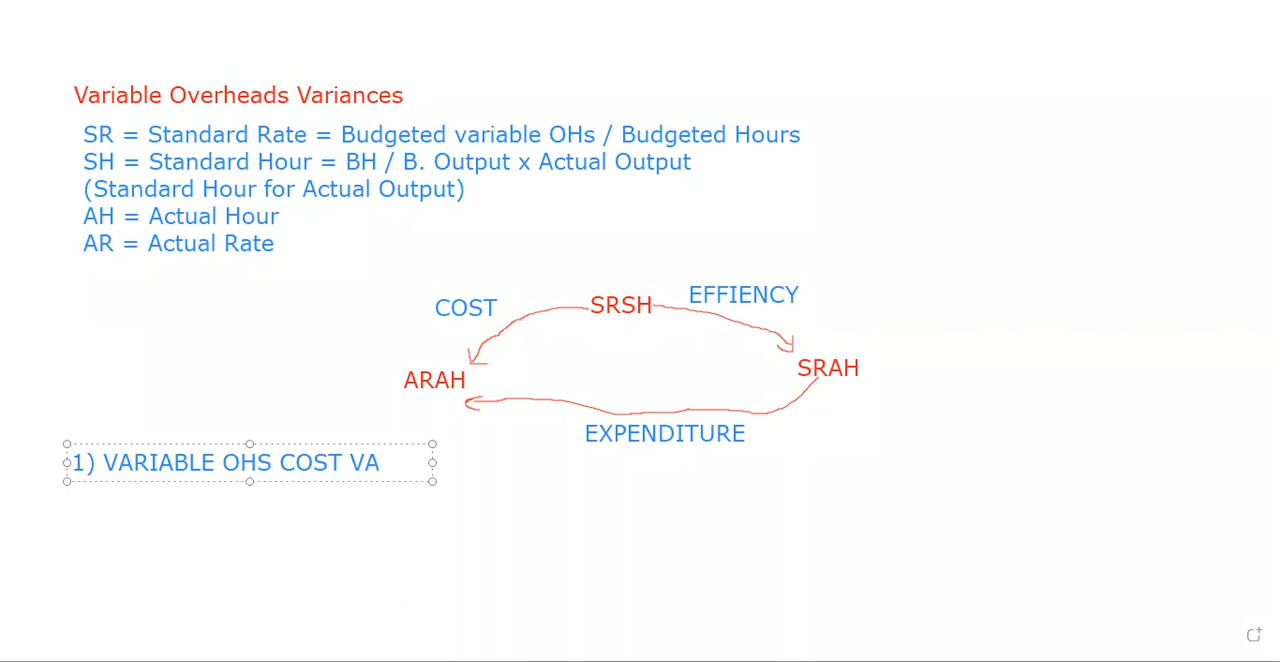 Variable Overheads Variances
SR = Standard Rate = Budgeted variable OHs / Budgeted Hours
SH = Standard Hour = BH / B. Output x Actual Output
(Standard Hour for Actual Output)
AH = Actual Hour
AR = Actual Rate
COST
SRSH
EFFIENCY
ARAH
SRAH
EXPENDITURE
1) VARIABLE OHS COST VA